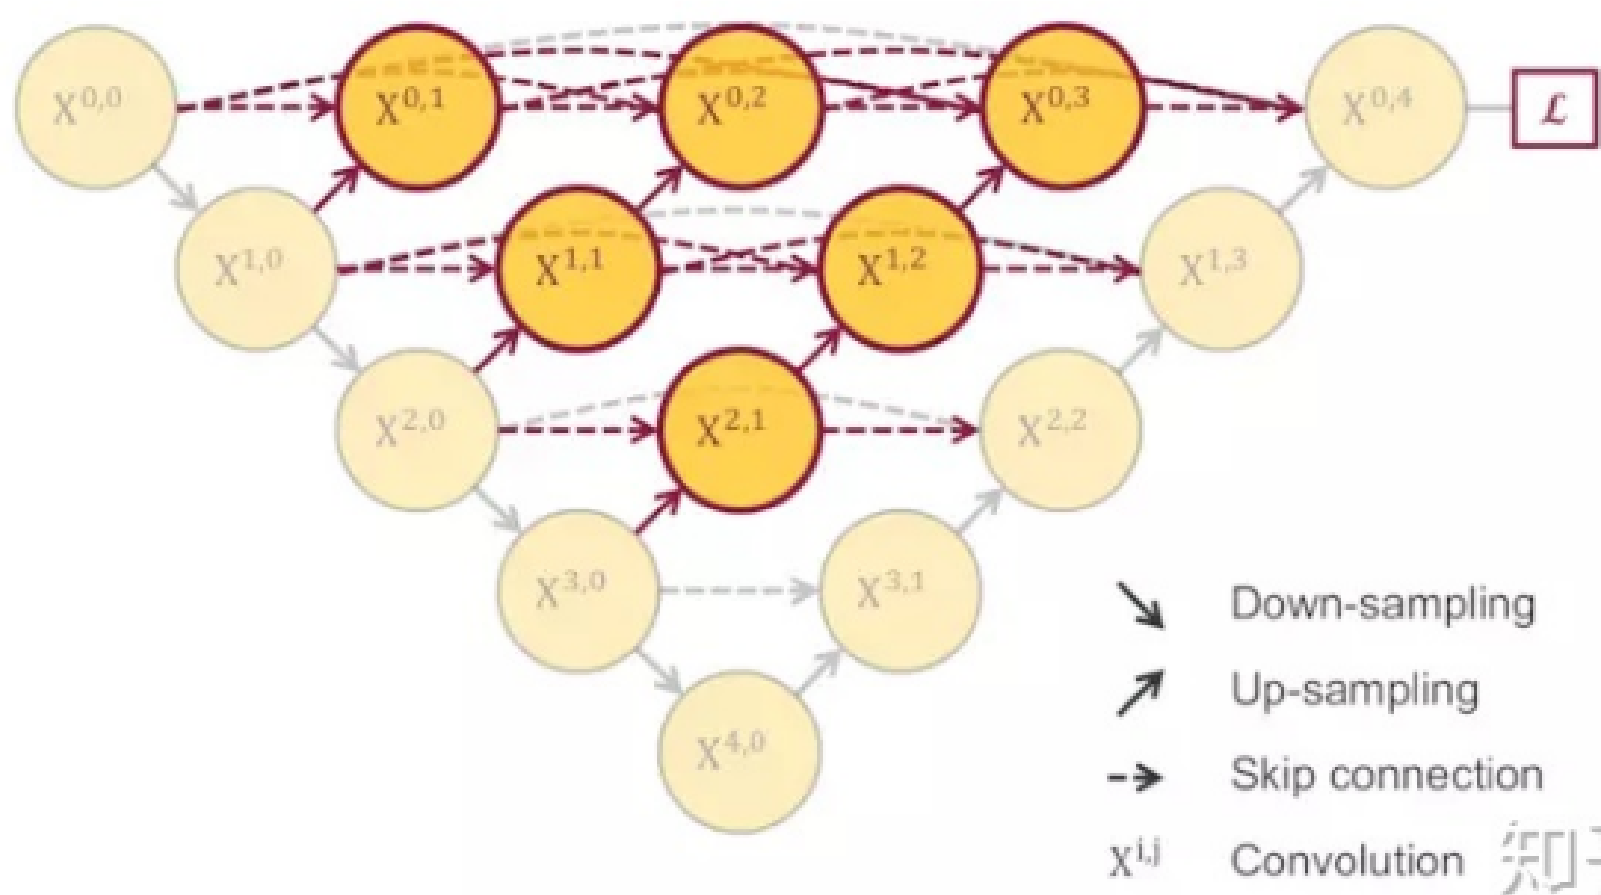 X0,0 X0,1 X0,2 X0,3 X0,4 ℒ
X1,0 X1,1 X1,2 X1,3
X2,0 X2,1 X2,2
X3,0 X3,1
X4,0
Down-sampling
Up-sampling
Skip connection
Xi,j Convolution
知